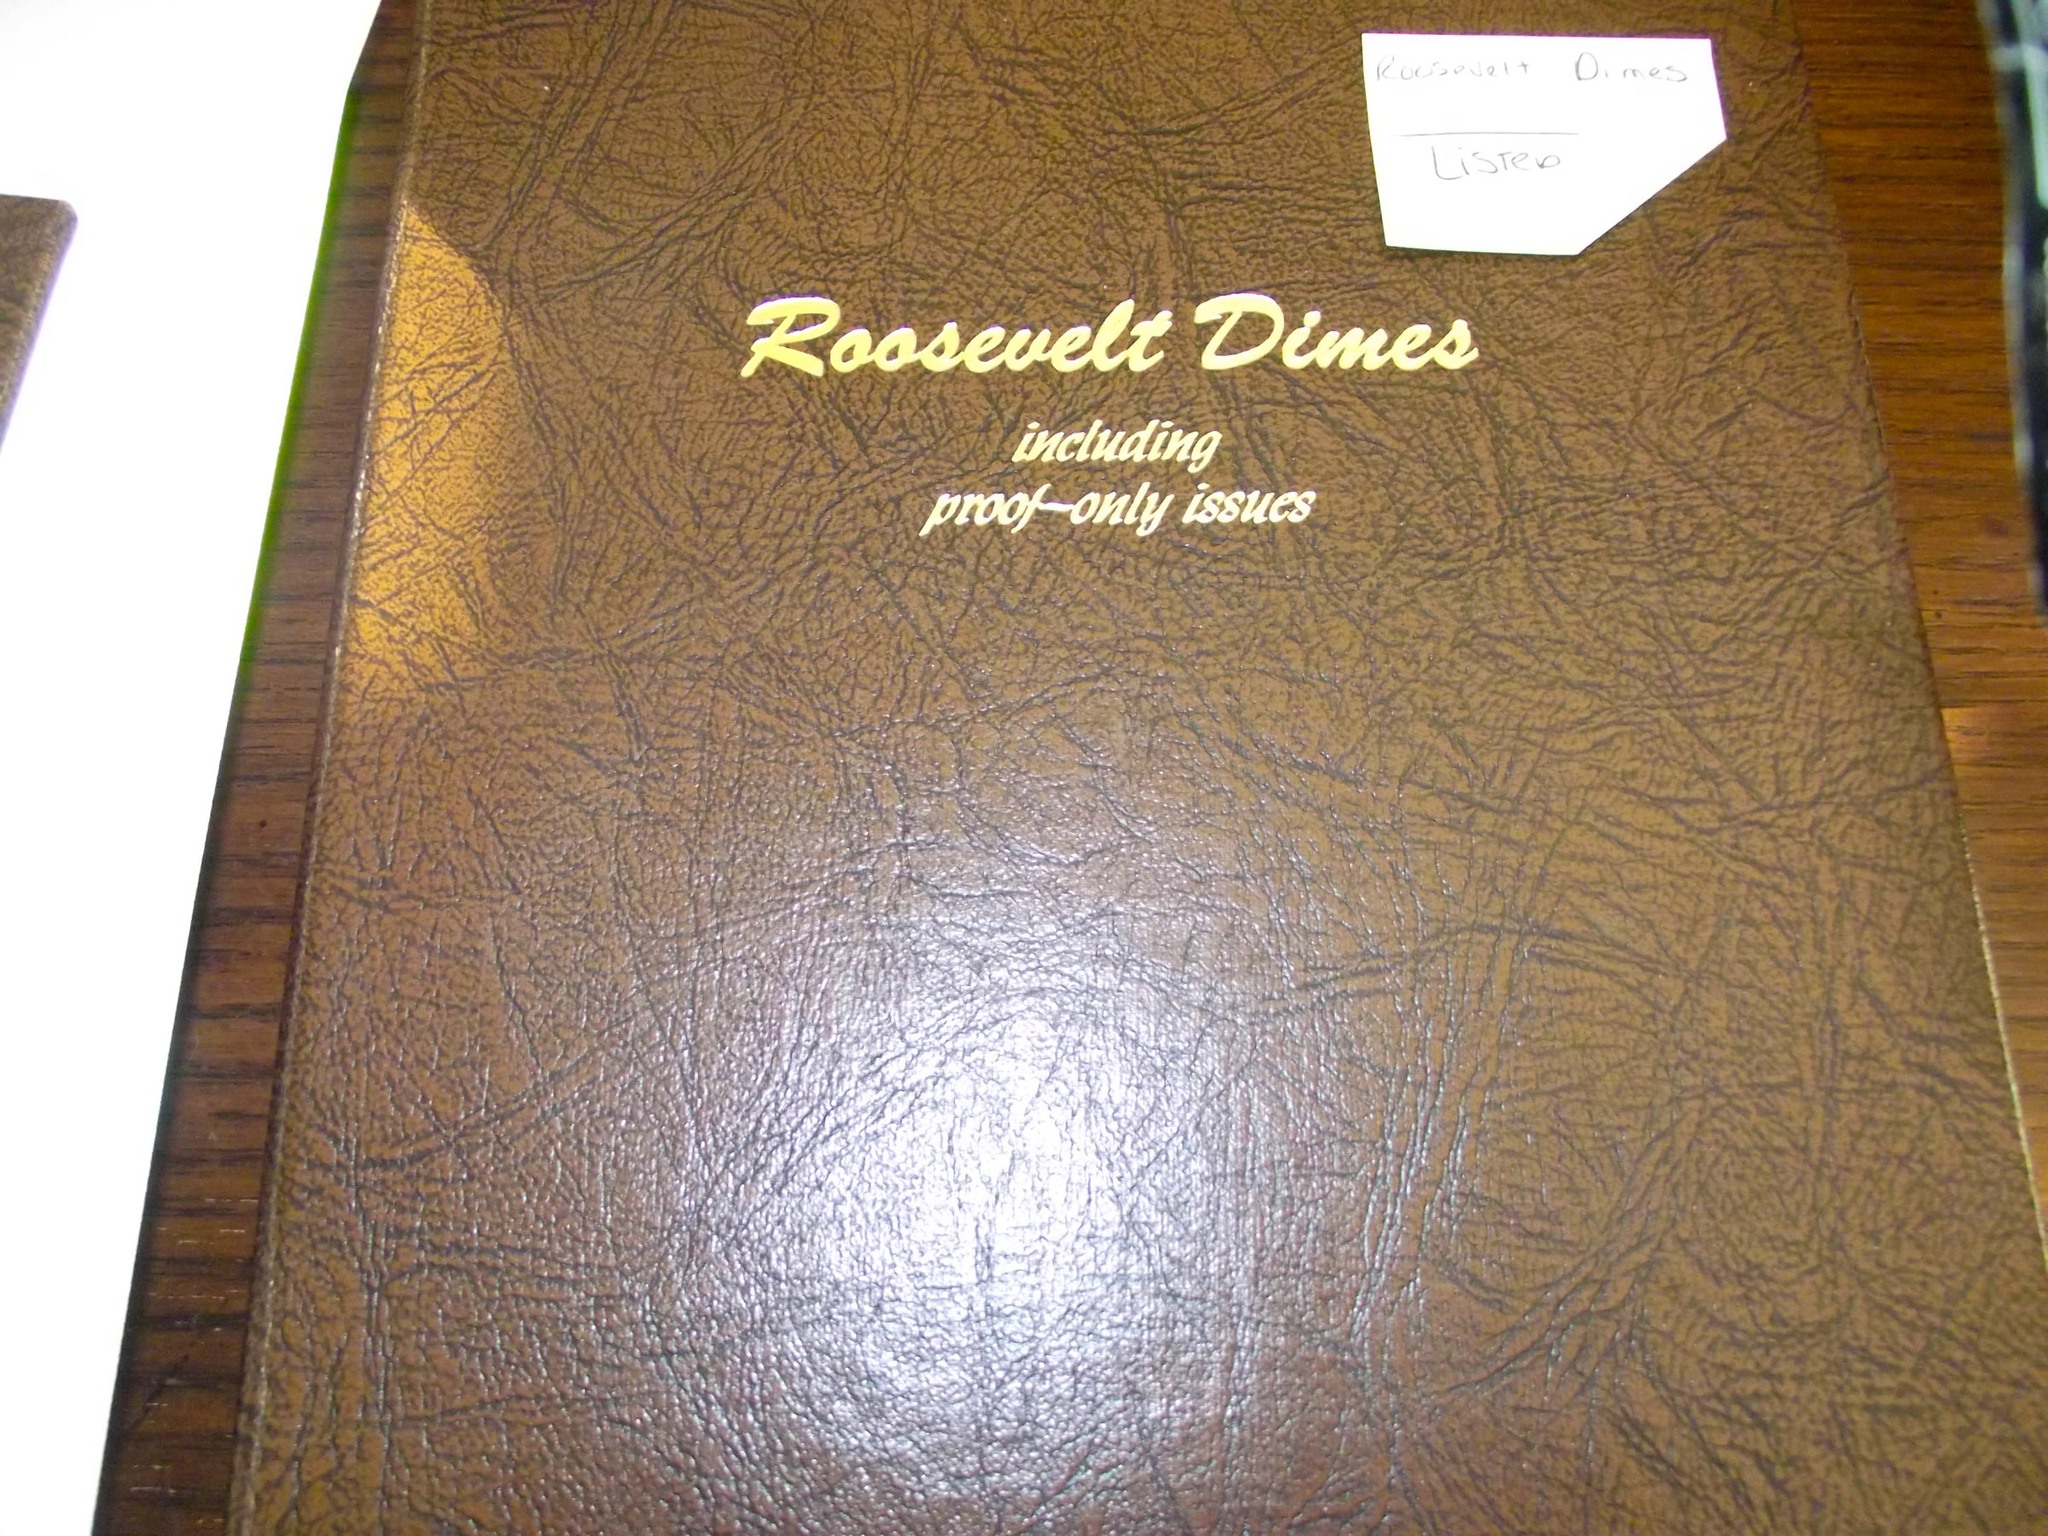 Roosevelt Dimes
Listed
Roosevelt Dimes
including
proof-only issues